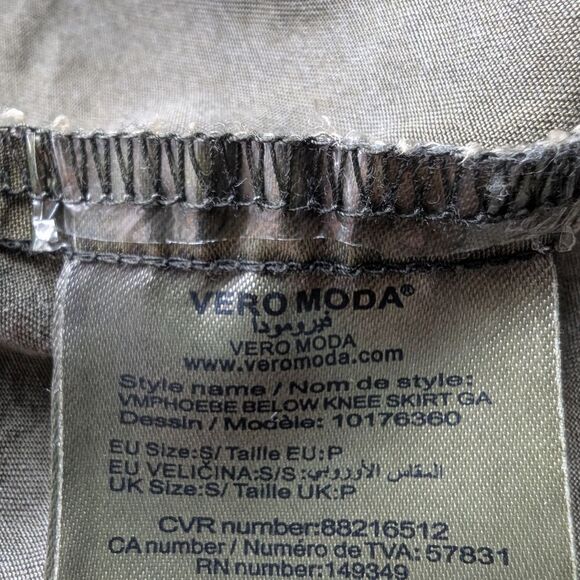 VERO MODA®
ڤيرومودا
VERO MODA
www.veromoda.com
Style name / Nom de style:
VMPHOEBE BELOW KNEE SKIRT GA
Dessin / Modèle: 10176360
EU Size:S/ Taille EU:P
EU VELIČINA:S/S :المقاس الأوروبي
UK Size:S/ Taille UK:P
CVR number:88216512
CA number / Numéro de TVA: 57831
RN number:149349